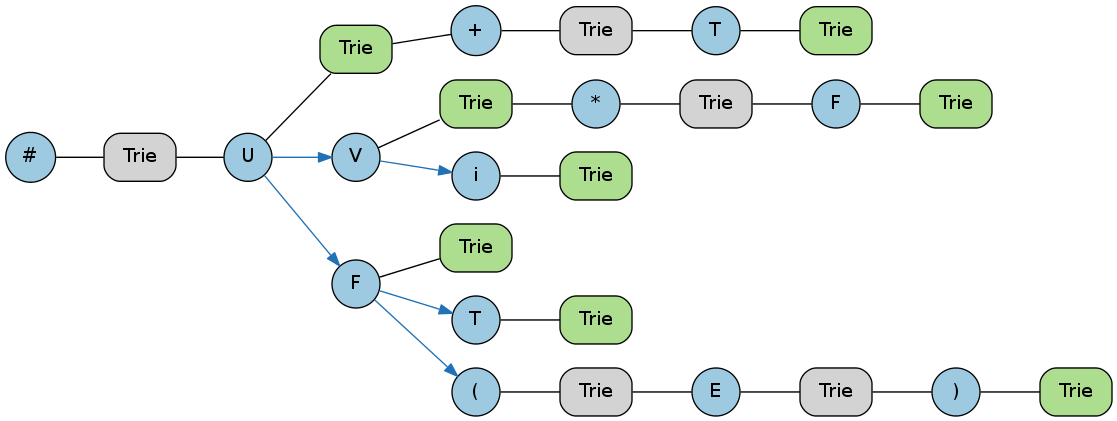 Trie + Trie T Trie
Trie * Trie F Trie
# Trie U V
i Trie
Trie
F
T Trie
( Trie E Trie ) Trie